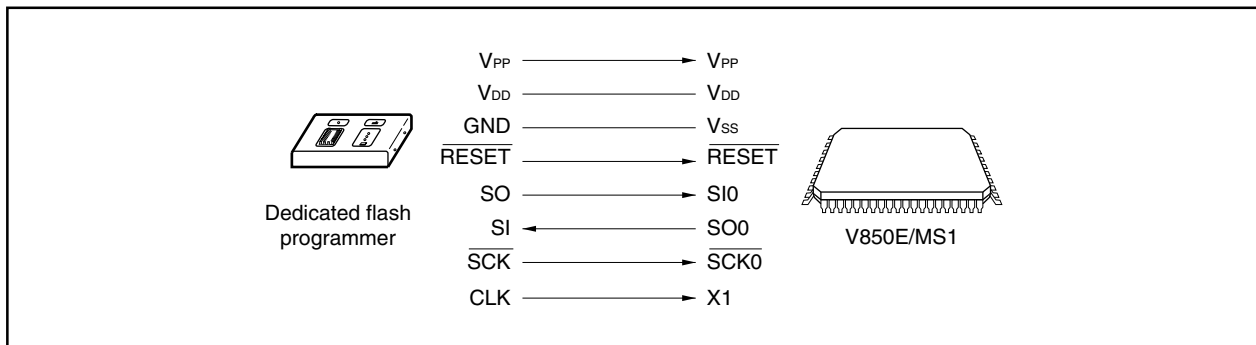 VPP VPP
VDD VDD
GND VSS
RESET RESET
SO SI0
SI SO0
SCK SCK0
CLK X1
Dedicated flash
programmer
V850E/MS1